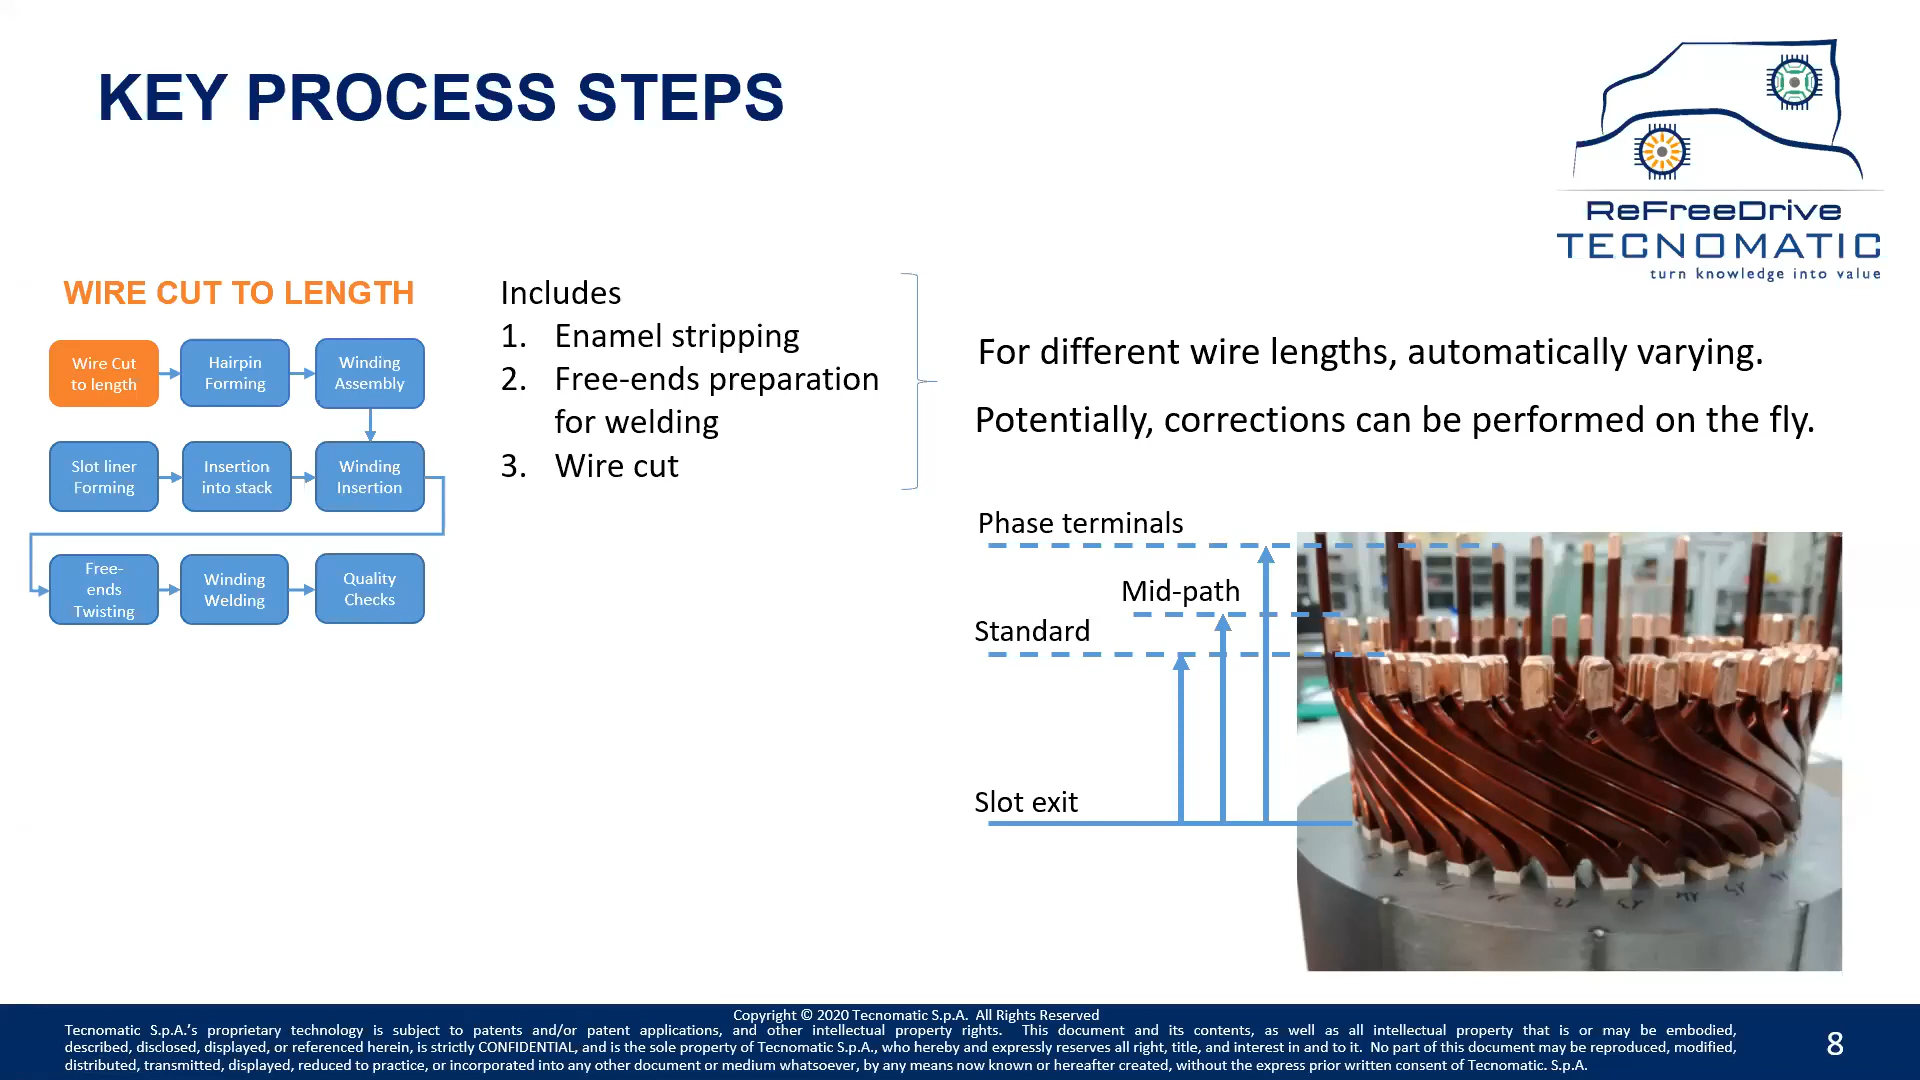 KEY PROCESS STEPS
ReFreeDrive
TECNOMATIC
turn knowledge into value
WIRE CUT TO LENGTH
Wire Cut
to length
Hairpin
Forming
Winding
Assembly
Slot liner
Forming
Insertion
into stack
Winding
Insertion
Free-
ends
Twisting
Winding
Welding
Quality
Checks
Includes
1. Enamel stripping
2. Free-ends preparation
for welding
3. Wire cut
For different wire lengths, automatically varying.
Potentially, corrections can be performed on the fly.
Phase terminals
Mid-path
Standard
Slot exit
Copyright © 2020 Tecnomatic S.p.A. All Rights Reserved
Tecnomatic S.p.A.'s proprietary technology is subject to patents and/or patent applications, and other intellectual property rights. This document and its contents, as well as all intellectual property that is or may be embodied,
described, disclosed, displayed, or referenced herein, is strictly CONFIDENTIAL, and is the sole property of Tecnomatic S.p.A., who hereby and expressly reserves all right, title, and interest in and to it. No part of this document may be reproduced, modified,
distributed, transmitted, displayed, reduced to practice, or incorporated into any other document or medium whatsoever, by any means now known or hereafter created, without the express prior written consent of Tecnomatic. S.p.A.
8